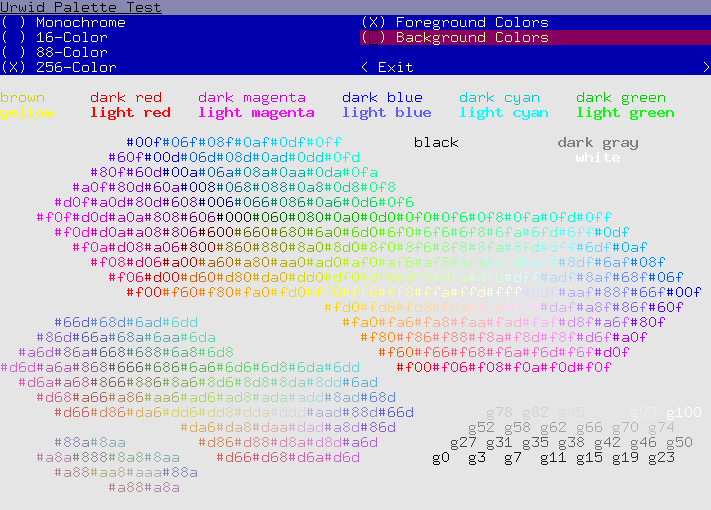 Urwid Palette Test
( ) Monochrome (X) Foreground Colors
( ) 16-Color ( ) Background Colors
( ) 88-Color
(X) 256-Color < Exit >
brown dark red dark magenta dark blue dark cyan dark green
yellow light red light magenta light blue light cyan light green
#00f#06f#08f#0af#0df#0ff black dark gray
#60f#00d#06d#08d#0ad#0dd#0fd white
#80f#60d#00a#06a#08a#0aa#0da#0fa
#a0f#80d#60a#008#068#088#0a8#0d8#0f8
#d0f#a0d#80a#608#006#066#086#0a6#0d6#0f6
#f0f#d0d#a0a#808#606#000#060#080#0a0#0d0#0f0#0f6#0f8#0fa#0fd#0ff
#f0d#d0a#a08#806#600#660#680#6a0#6d0#6f0#6f6#6f8#6fa#6fd#6ff#0df
#f0a#d08#a06#800#860#880#8a0#8d0#8f0#8f6#8f8#8fa#8fd#8ff#6df#0af
#f08#d06#a00#a60#a80#aa0#ad0#af0#af6#af8#afa#afd#aff#8df#6af#08f
#f06#d00#d60#d80#da0#dd0#df0#df6#df8#dfa#dfd#dff#adf#8af#68f#06f
#f00#f60#f80#fa0#fd0#ff0#ff6#ff8#ffa#ffd#fff#ddf#aaf#88f#66f#00f
#fd0#fd6#fd8#fda#fdd#fdf#daf#a8f#86f#60f
#66d#68d#6ad#6dd #fa0#fa6#fa8#faa#fad#faf#d8f#a6f#80f
#86d#66a#68a#6aa#6da #f80#f86#f88#f8a#f8d#f8f#d6f#a0f
#a6d#86a#668#688#6a8#6d8 #f60#f66#f68#f6a#f6d#f6f#d0f
#d6d#a6a#868#666#686#6a6#6d6#6d8#6da#6dd #f00#f06#f08#f0a#f0d#f0f
#d6a#a68#866#886#8a6#8d6#8d8#8da#8dd#6ad
#d68#a66#a86#aa6#ad6#ad8#ada#add#8ad#68d
#d66#d86#da6#dd6#dd8#dda#ddd#aad#88d#66d g78 g82 g85 g93 g100
#da6#da8#daa#dad#a8d#86d g52 g58 g62 g66 g70 g74
#88a#8aa #d86#d88#d8a#d8d#a6d g27 g31 g35 g38 g42 g46 g50
#a8a#888#8a8#8aa #d66#d68#d6a#d6d g0 g3 g7 g11 g15 g19 g23
#a88#aa8#aaa#88a
#a88#a8a